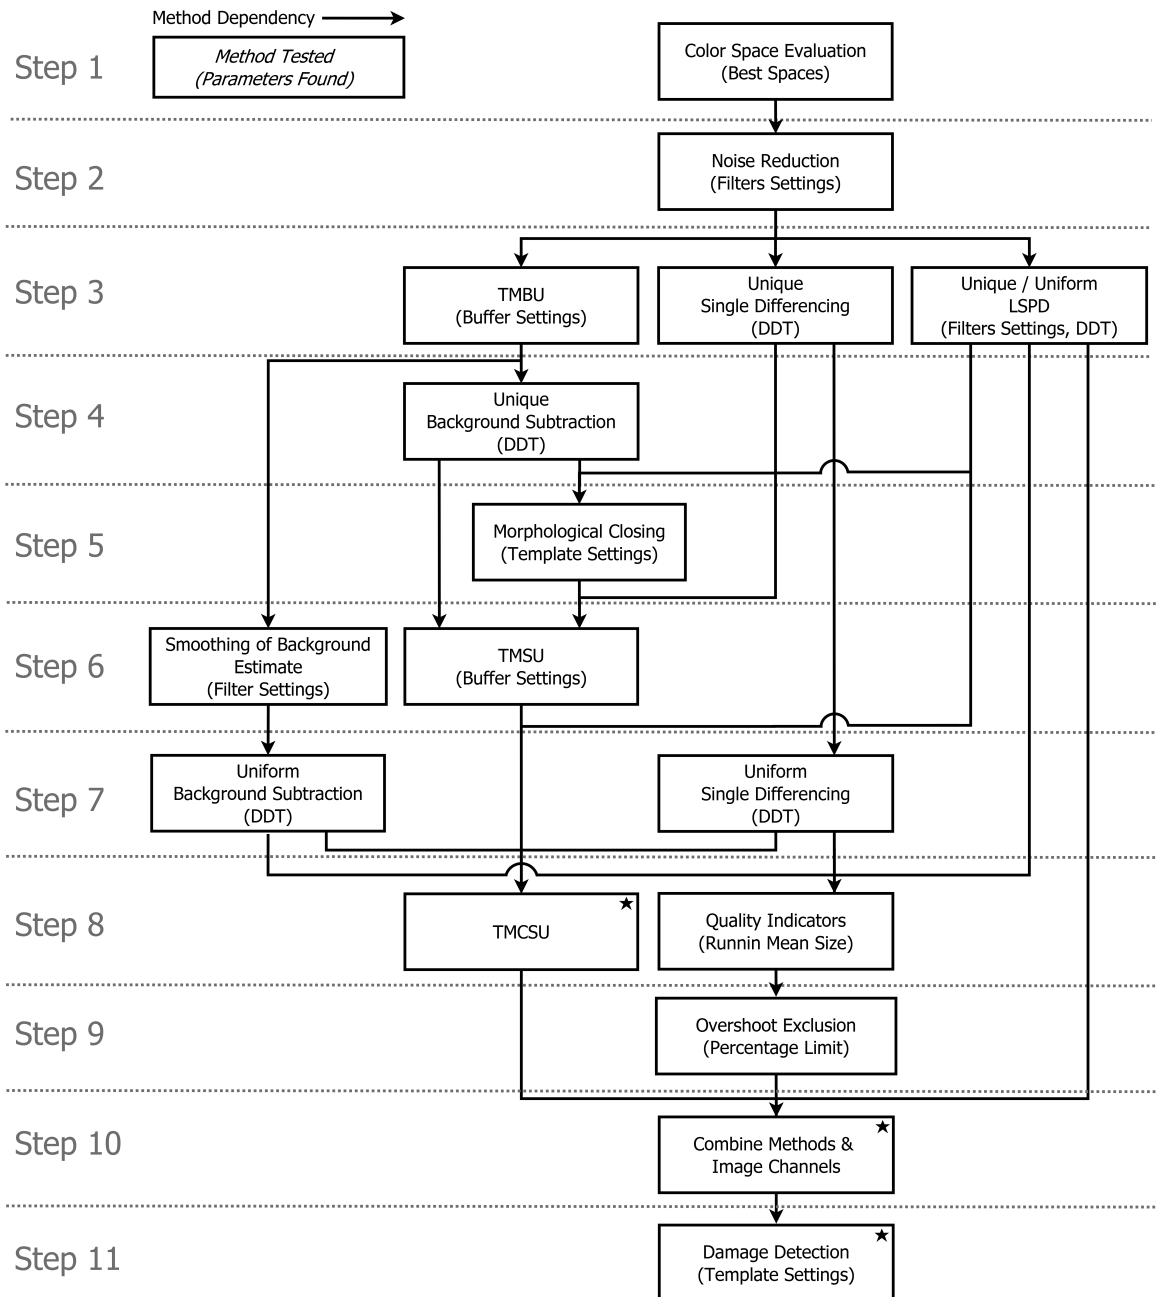 Method Dependency
Step 1
Method Tested
(Parameters Found)
Color Space Evaluation
(Best Spaces)
Step 2
Noise Reduction
(Filters Settings)
Step 3
TMBU
(Buffer Settings)
Unique
Single Differencing
(DDT)
Unique / Uniform
LSPD
(Filters Settings, DDT)
Step 4
Unique
Background Subtraction
(DDT)
Step 5
Morphological Closing
(Template Settings)
Step 6
Smoothing of Background
Estimate
(Filter Settings)
TMSU
(Buffer Settings)
Step 7
Uniform
Background Subtraction
(DDT)
Uniform
Single Differencing
(DDT)
Step 8
TMCSU
Quality Indicators
(Runnin Mean Size)
Step 9
Overshoot Exclusion
(Percentage Limit)
Step 10
Combine Methods &
Image Channels
Step 11
Damage Detection
(Template Settings)